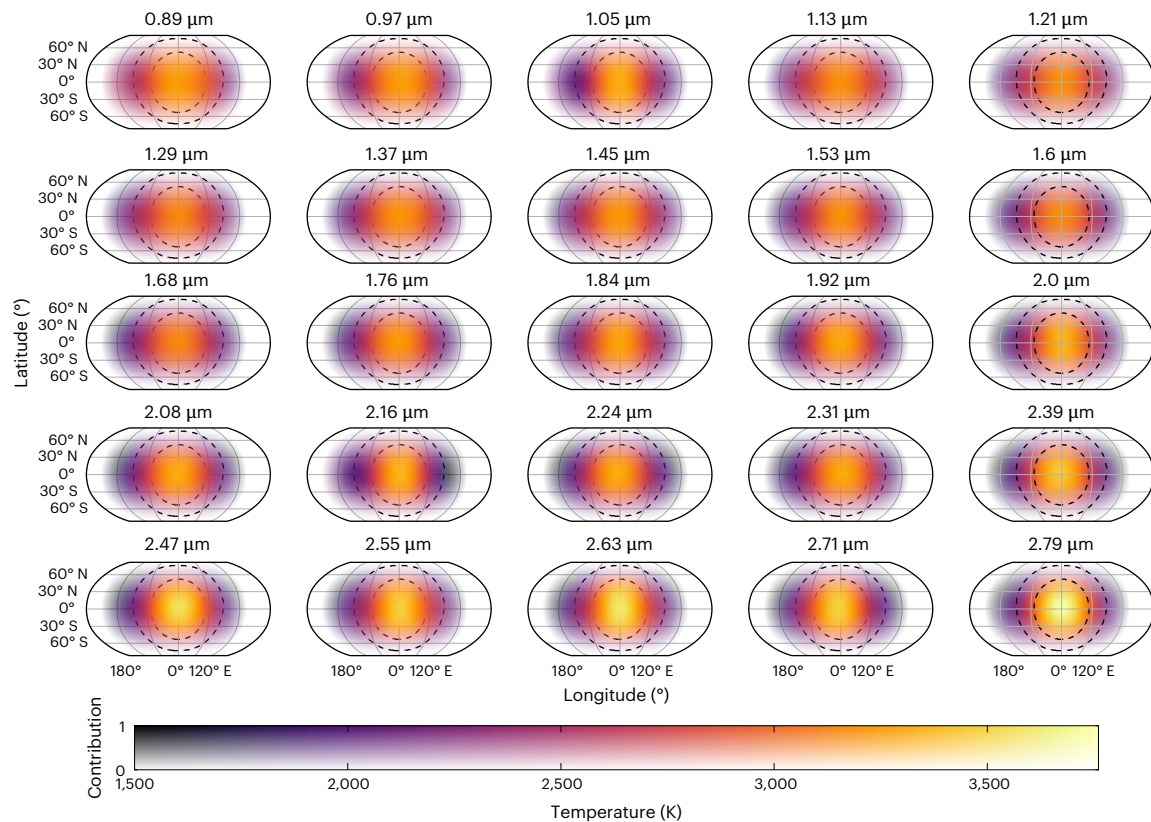 0.89 µm 0.97 µm 1.05 µm 1.13 µm 1.21 µm
60° N
30° N
0°
30° S
60° S
1.29 µm 1.37 µm 1.45 µm 1.53 µm 1.6 µm
60° N
30° N
0°
30° S
60° S
1.68 µm 1.76 µm 1.84 µm 1.92 µm 2.0 µm
60° N
30° N
0°
30° S
60° S
Latitude (°)
2.08 µm 2.16 µm 2.24 µm 2.31 µm 2.39 µm
60° N
30° N
0°
30° S
60° S
2.47 µm 2.55 µm 2.63 µm 2.71 µm 2.79 µm
60° N
30° N
0°
30° S
60° S
180° 0° 120° E 180° 0° 120° E 180° 0° 120° E 180° 0° 120° E 180° 0° 120° E
Longitude (°)
Contribution
1
0
1,500 2,000 2,500 3,000 3,500
Temperature (K)